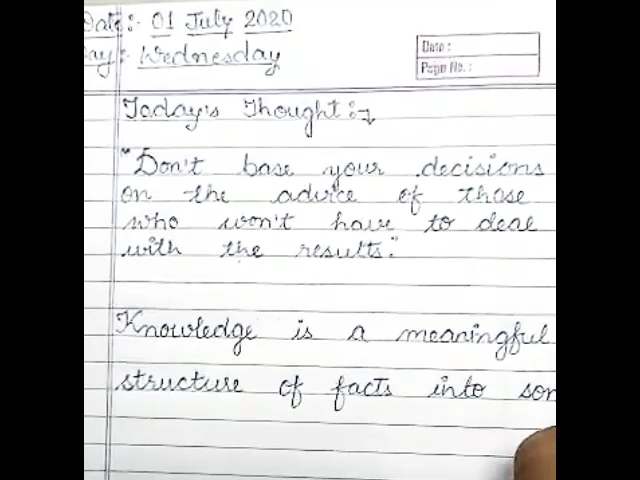 Date:- 01 July 2020
Day:- Wednesday
Date :
Page No. :
Today's Thought :-
"Don't base your decisions
on the advice of those
who won't have to deal
with the results."
Knowledge is a meaningful
structure of facts into